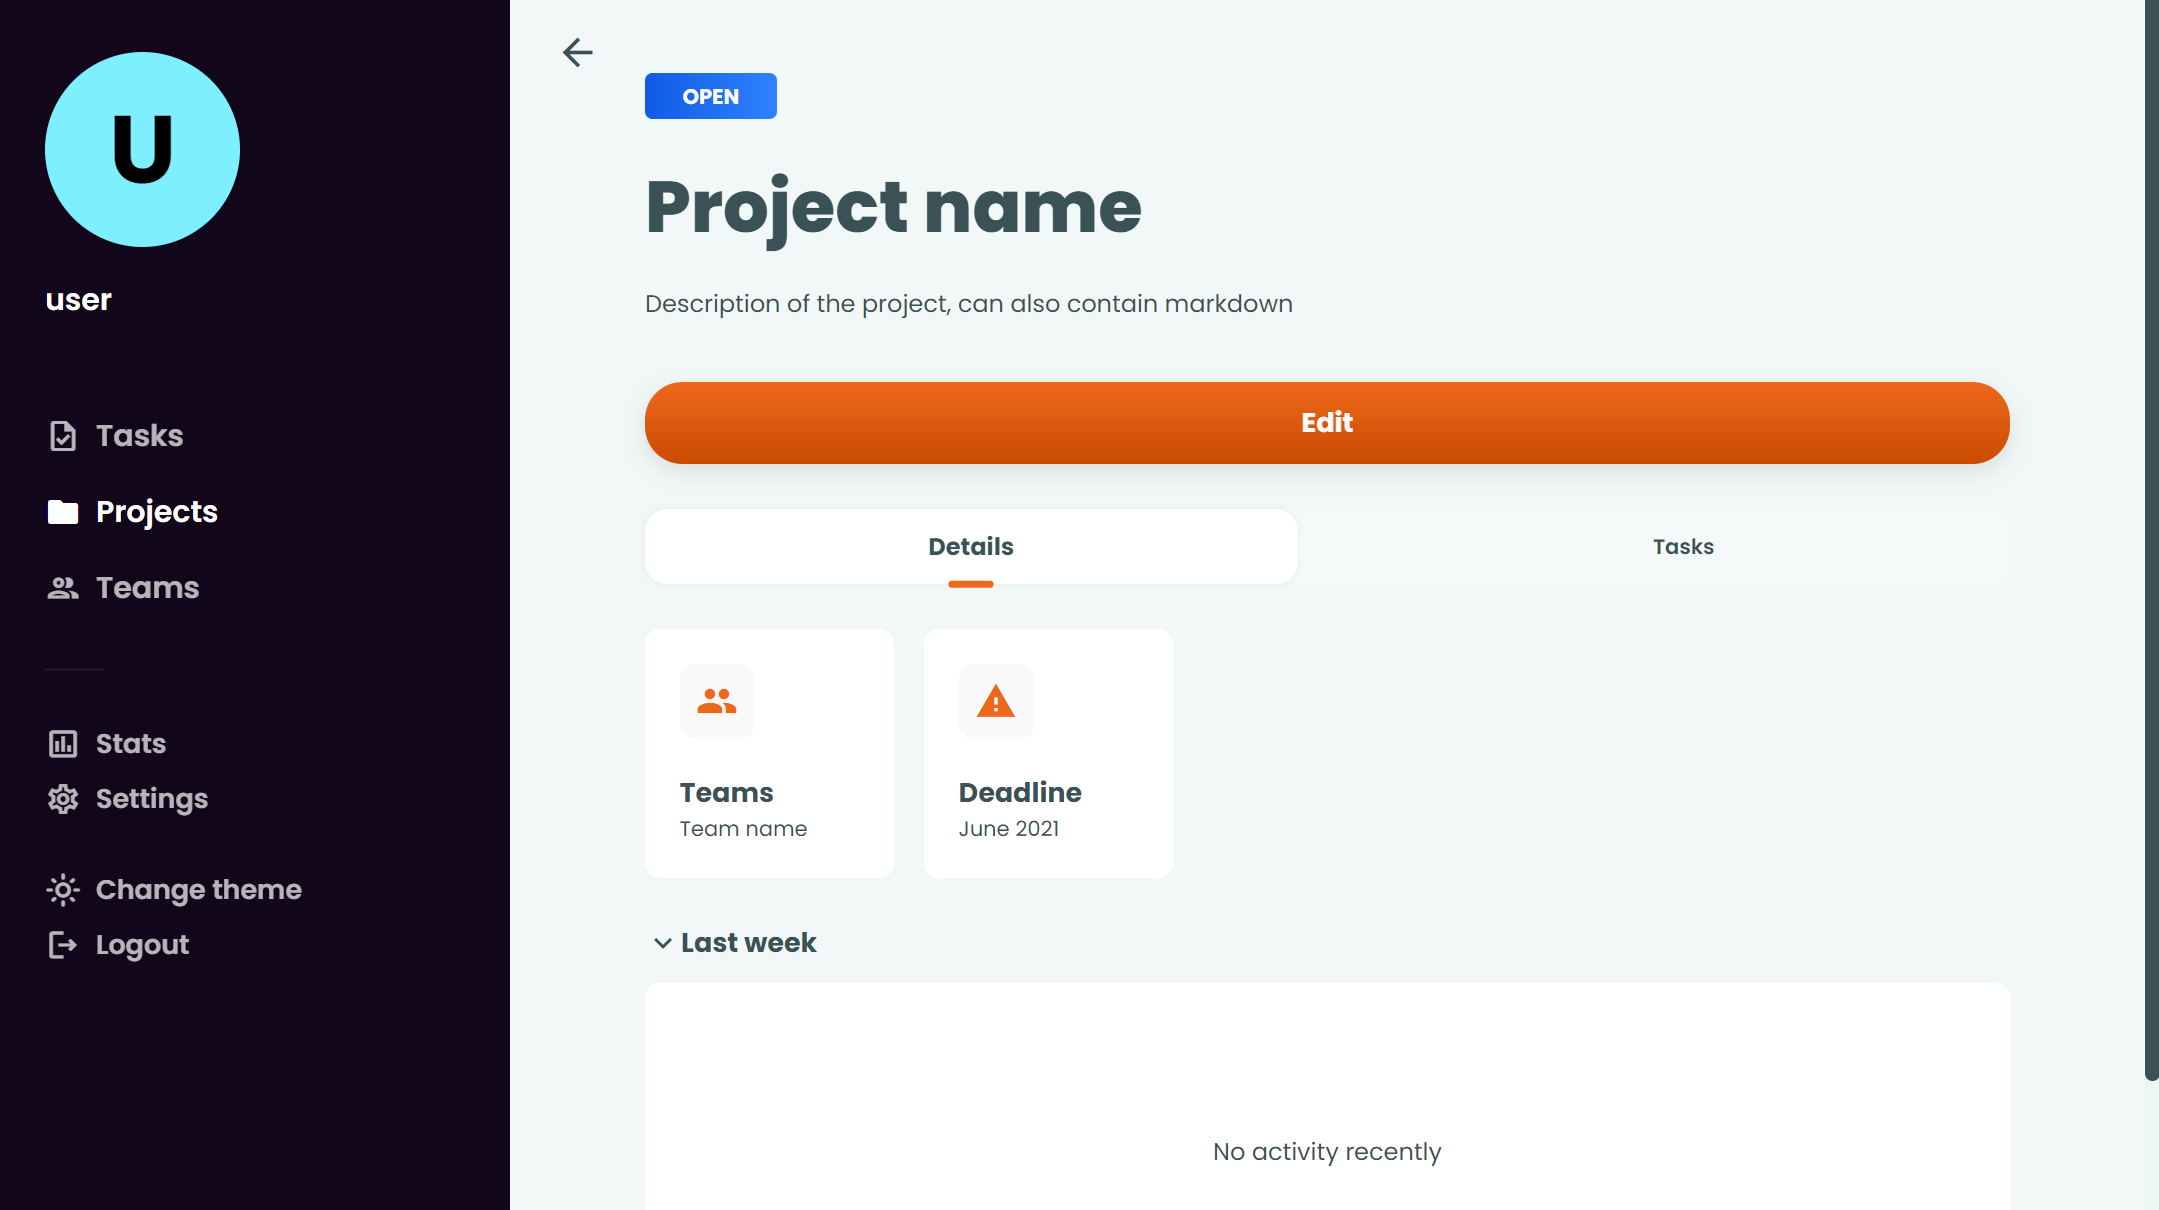 U
user
Tasks
Projects
Teams
Stats
Settings
Change theme
Logout
OPEN
Project name
Description of the project, can also contain markdown
Edit
Details
Tasks
Teams
Team name
Deadline
June 2021
Last week
No activity recently